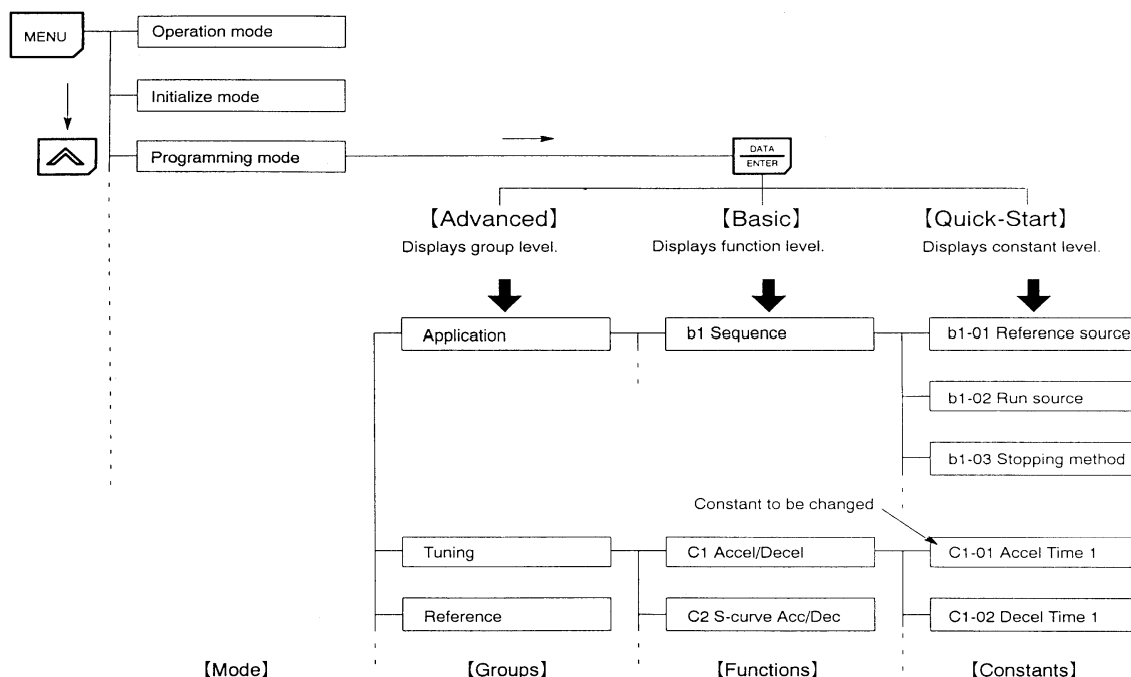 MENU
Operation mode
Initialize mode
Programming mode
DATA
ENTER
【Advanced】
Displays group level.
【Basic】
Displays function level.
【Quick-Start】
Displays constant level.
Application
b1 Sequence
b1-01 Reference source
b1-02 Run source
b1-03 Stopping method
Constant to be changed
Tuning
C1 Accel/Decel
C1-01 Accel Time 1
Reference
C2 S-curve Acc/Dec
C1-02 Decel Time 1
【Mode】
【Groups】
【Functions】
【Constants】